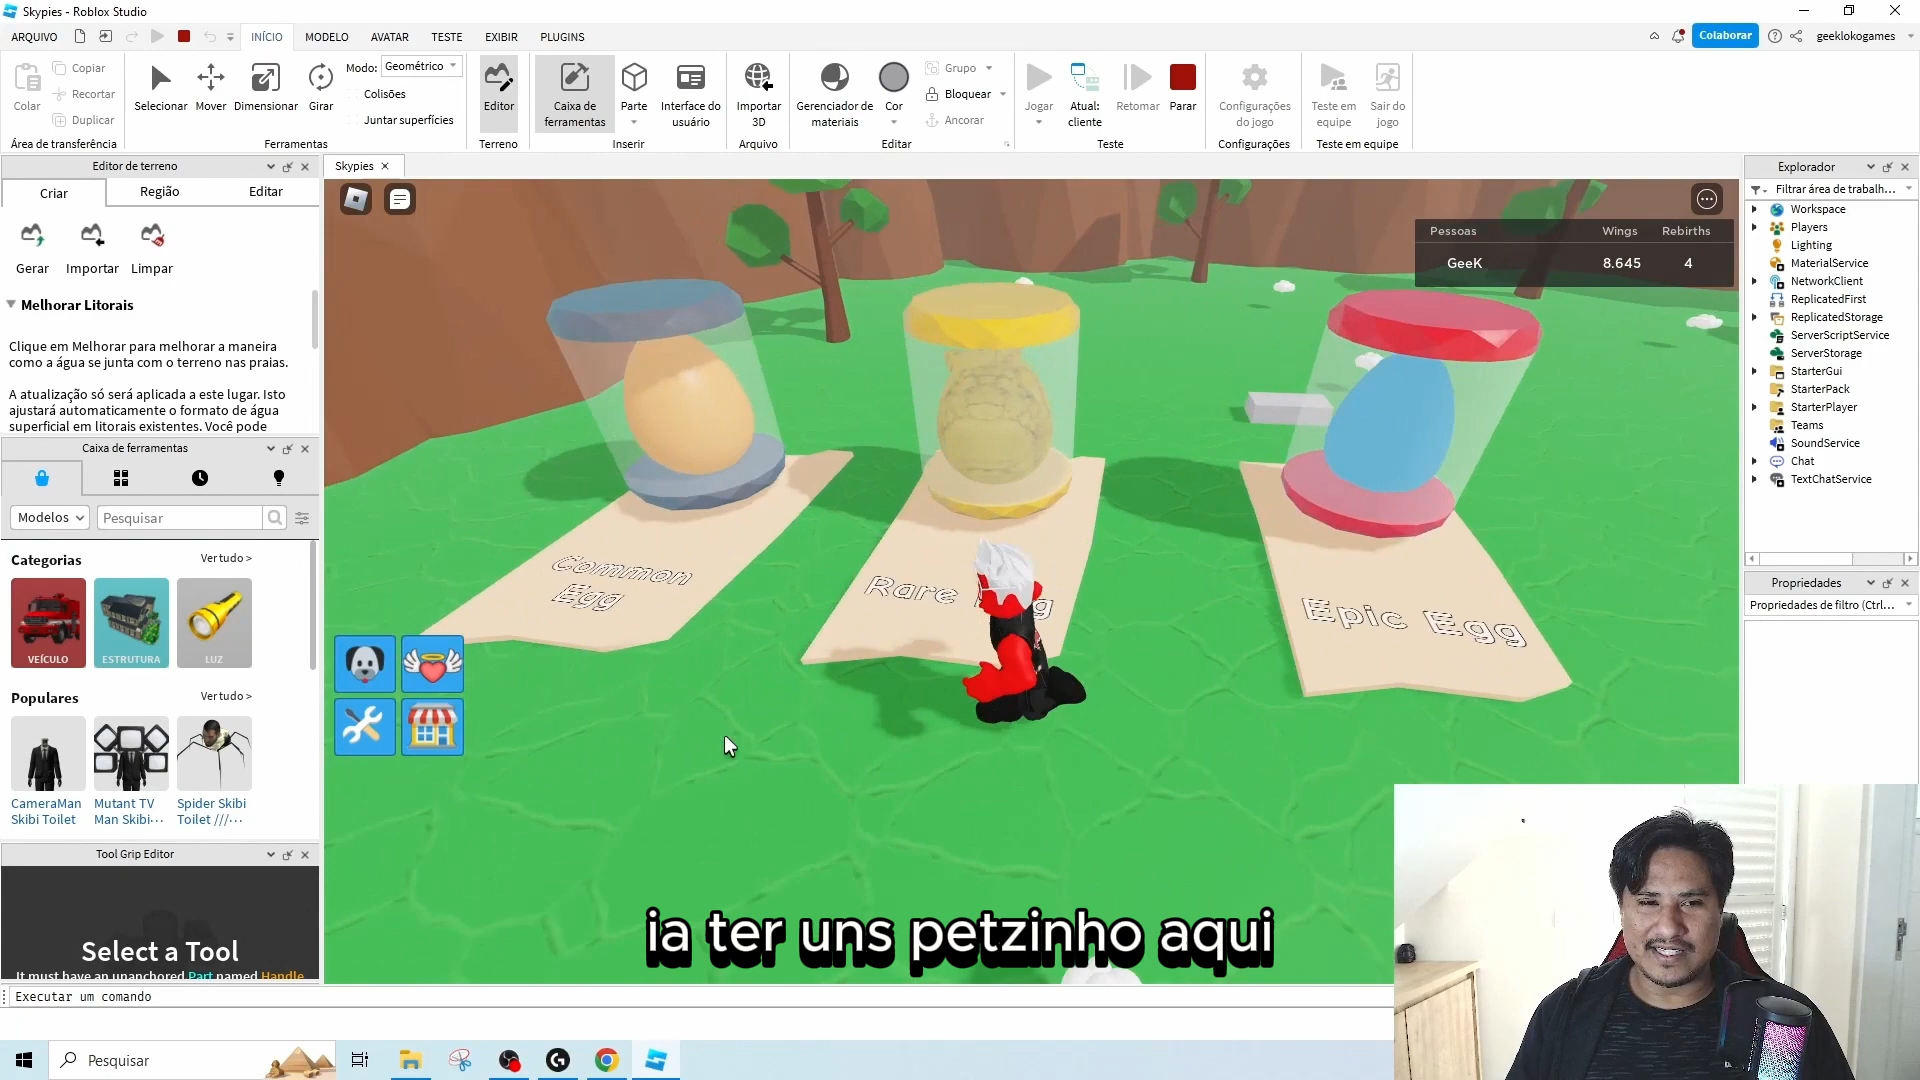 Skypies - Roblox Studio
ARQUIVO
INÍCIO
MODELO
AVATAR
TESTE
EXIBIR
PLUGINS
Colaborar
geeklokogames
Colar
Copiar
Recortar
Duplicar
Área de transferência
Selecionar
Mover
Dimensionar
Girar
Modo:
Geométrico
Colisões
Juntar superfícies
Ferramentas
Editor
Terreno
Caixa de
ferramentas
Parte
Interface do
usuário
Inserir
Importar
3D
Arquivo
Gerenciador de
materiais
Cor
Grupo
Bloquear
Ancorar
Editar
Jogar
Atual:
cliente
Retomar
Parar
Teste
Configurações
do jogo
Configurações
Teste em
equipe
Sair do
jogo
Teste em equipe
Editor de terreno
Criar
Região
Editar
Gerar
Importar
Limpar
Melhorar Litorais
Clique em Melhorar para melhorar a maneira
como a água se junta com o terreno nas praias.
A atualização só será aplicada a este lugar. Isto
ajustará automaticamente o formato de água
superficial em litorais existentes. Você pode
Caixa de ferramentas
Modelos
Pesquisar
Categorias
Ver tudo >
VEÍCULO
ESTRUTURA
LUZ
Populares
Ver tudo >
CameraMan
Skibi Toilet
Mutant TV
Man Skibi···
Spider Skibi
Toilet ///···
Tool Grip Editor
Select a Tool
It must have an unanchored Part named Handle
Executar um comando
Skypies
Pessoas
Wings
Rebirths
GeeK
8.645
4
Common
Egg
Rare
Epic Egg
ia ter uns petzinho aqui
Explorador
Filtrar área de trabalh...
Workspace
Players
Lighting
MaterialService
NetworkClient
ReplicatedFirst
ReplicatedStorage
ServerScriptService
ServerStorage
StarterGui
StarterPack
StarterPlayer
Teams
SoundService
Chat
TextChatService
Propriedades
Propriedades de filtro (Ctrl...
Pesquisar